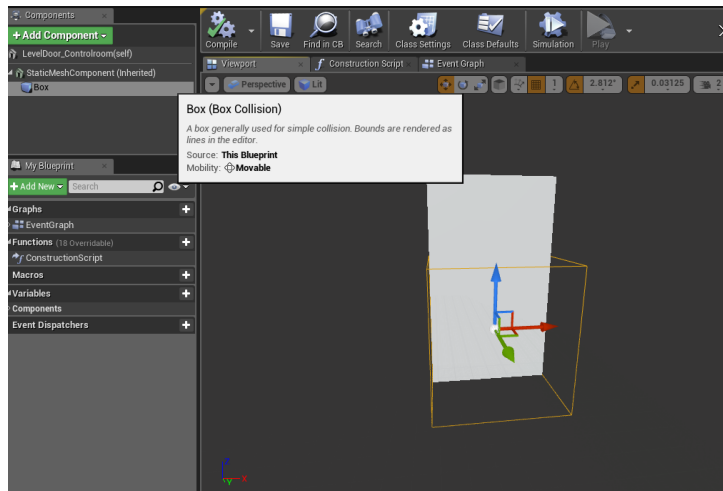 Components
+Add Component
LevelDoor_Controlroom(self)
StaticMeshComponent (Inherited)
Box
Compile
Save
Find in CB
Search
Class Settings
Class Defaults
Simulation
Play
Viewport
Construction Script
Event Graph
Perspective
Lit
1
2.812°
0.03125
2
Box (Box Collision)
A box generally used for simple collision. Bounds are rendered as
lines in the editor.
Source: This Blueprint
Mobility: Movable
My Blueprint
+Add New
Search
Graphs
EventGraph
Functions (18 Overridable)
ConstructionScript
Macros
Variables
Components
Event Dispatchers
Z
X
Y